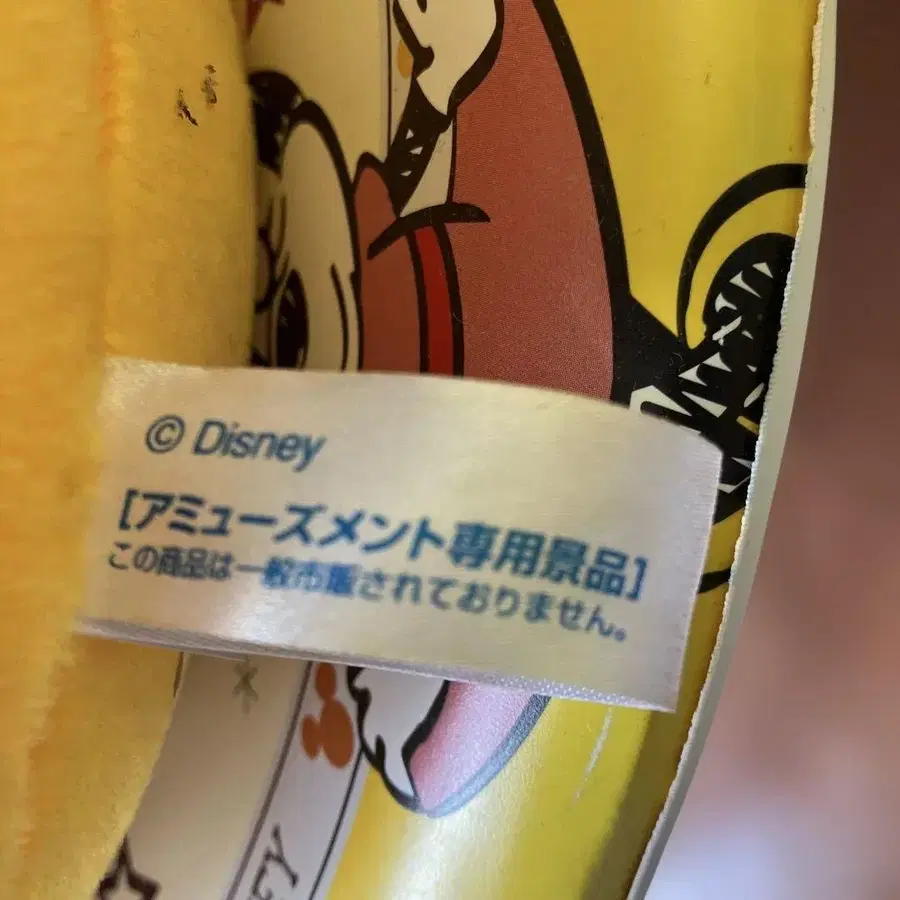 © Disney
[アミューズメント専用景品]
この商品は一般市販されておりません。